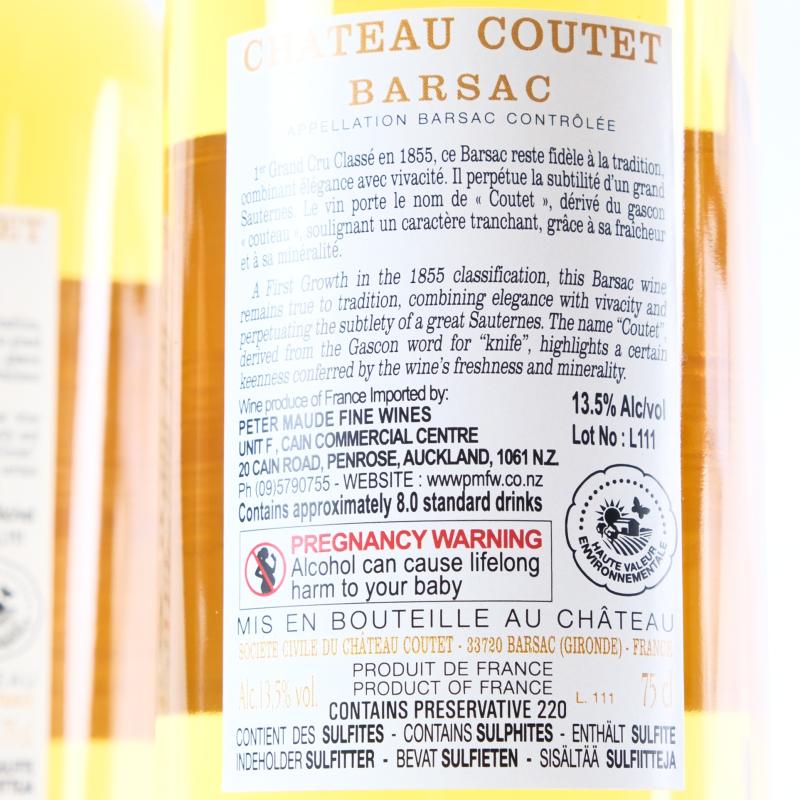 CHATEAU COUTET
BARSAC
APPELLATION BARSAC CONTRÔLÉE
1er Grand Cru Classé en 1855, ce Barsac reste fidèle à la tradition,
combinant élégance avec vivacité. Il perpétue la subtilité d'un grand
Sauternes. Le vin porte le nom de « Coutet », dérivé du gascon
« couteau », soulignant un caractère tranchant, grâce à sa fraîcheur
et à sa minéralité.
A First Growth in the 1855 classification, this Barsac wine
remains true to tradition, combining elegance with vivacity and
perpetuating the subtlety of a great Sauternes. The name "Coutet",
derived from the Gascon word for "knife", highlights a certain
keenness conferred by the wine's freshness and minerality.
Wine produce of France Imported by:
PETER MAUDE FINE WINES
UNIT F , CAIN COMMERCIAL CENTRE
20 CAIN ROAD, PENROSE, AUCKLAND, 1061 N.Z.
Ph (09)5790755 - WEBSITE : www.pmfw.co.nz
Contains approximately 8.0 standard drinks
13.5% Alc/vol
Lot No : L111
PREGNANCY WARNING
Alcohol can cause lifelong
harm to your baby
HAUTE VALEUR
ENVIRONNEMENTALE
MIS EN BOUTEILLE AU CHÂTEAU
SOCIÉTÉ CIVILE DU CHÂTEAU COUTET - 33720 BARSAC (GIRONDE) - FRANCE
PRODUIT DE FRANCE
Alc.13,5% vol.
PRODUCT OF FRANCE
L. 111
75 cl
CONTAINS PRESERVATIVE 220
CONTIENT DES SULFITES - CONTAINS SULPHITES - ENTHÄLT SULFITE
INDEHOLDER SULFITTER - BEVAT SULFIETEN - SISÄLTÄÄ SULFIITTEJA